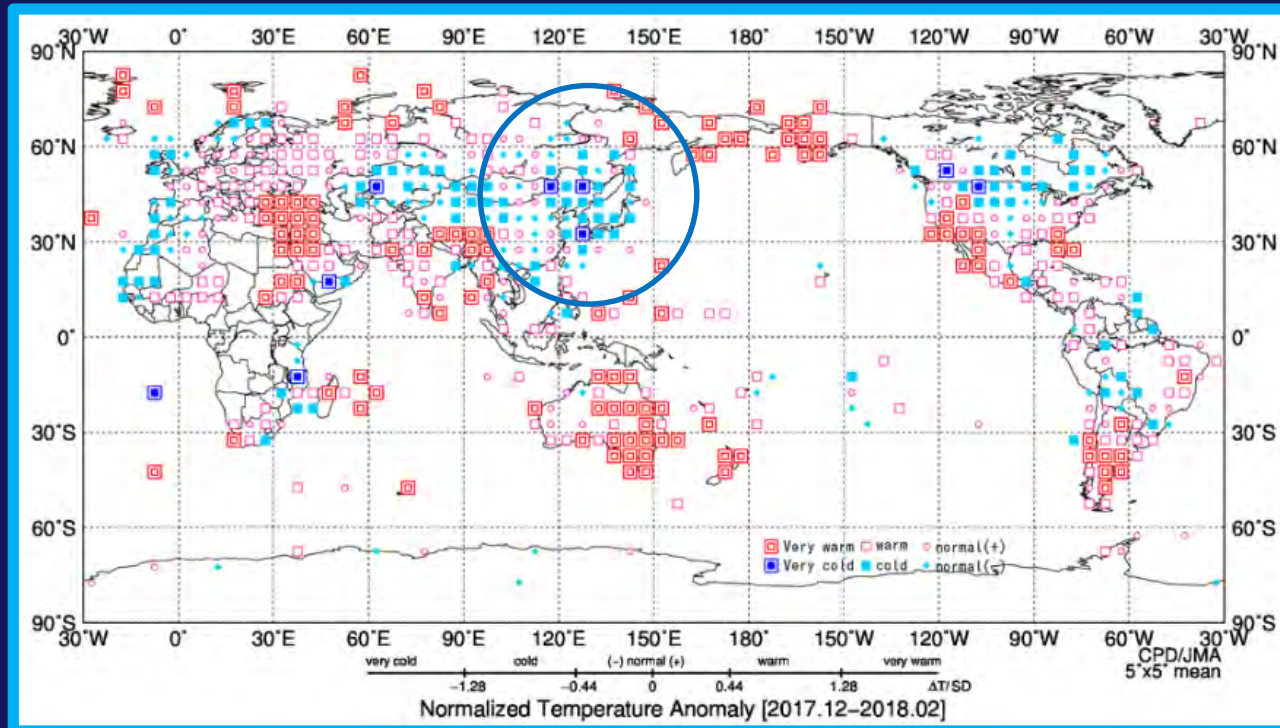 30°W 0° 30°E 60°E 90°E 120°E 150°E 180° 150°W 120°W 90°W 60°W 30°W
90°N 90°N
60°N 60°N
30°N 30°N
0° 0°
30°S 30°S
60°S 60°S
90°S 90°S
Very warm warm normal(+)
Very cold cold normal(-)
30°W 0° 30°E 60°E 90°E 120°E 150°E 180° 150°W 120°W 90°W 60°W 30°W
CPD/JMA
5°x5° mean
very cold cold (-) normal (+) warm very warm
-1.28 -0.44 0 0.44 1.28 ΔT/SD
Normalized Temperature Anomaly [2017.12-2018.02]